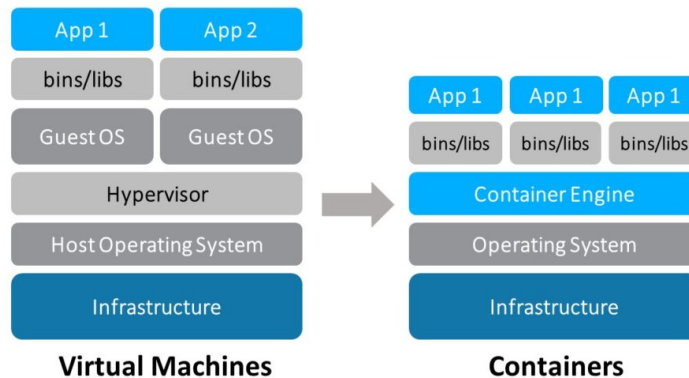 App 1
App 2
bins/libs
bins/libs
Guest OS
Guest OS
Hypervisor
Host Operating System
Infrastructure
Virtual Machines
App 1
App 1
App 1
bins/libs
bins/libs
bins/libs
Container Engine
Operating System
Infrastructure
Containers